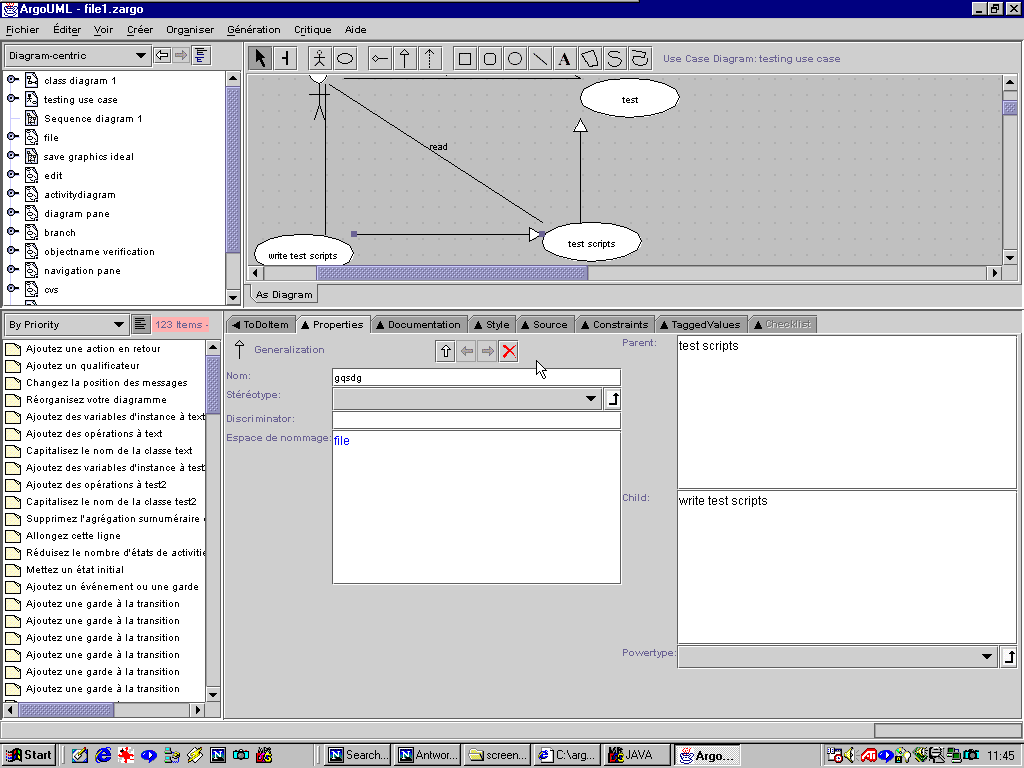 ArgoUML - file1.zargo
Fichier Éditer Voir Créer Organiser Génération Critique Aide
Diagram-centric
A
Use Case Diagram: testing use case
class diagram 1
testing use case
Sequence diagram 1
file
save graphics ideal
edit
activitydiagram
diagram pane
branch
objectname verification
navigation pane
cvs
test
read
write test scripts
test scripts
As Diagram
By Priority
123 Items -
ToDoItem Properties Documentation Style Source Constraints TaggedValues Checklist
Ajoutez une action en retour
Ajoutez un qualificateur
Changez la position des messages
Réorganisez votre diagramme
Ajoutez des variables d'instance à text
Ajoutez des opérations à text
Capitalisez le nom de la classe text
Ajoutez des variables d'instance à test
Ajoutez des opérations à test2
Capitalisez le nom de la classe test2
Supprimez l'agrégation surnuméraire
Allongez cette ligne
Réduisez le nombre d'états de activitie
Mettez un état initial
Ajoutez un événement ou une garde
Ajoutez une garde à la transition
Ajoutez une garde à la transition
Ajoutez une garde à la transition
Ajoutez une garde à la transition
Ajoutez une garde à la transition
Ajoutez une garde à la transition
Generalization
Nom:
gqsdg
Stéréotype:
Discriminator:
Espace de nommage:
file
Parent:
test scripts
Child:
write test scripts
Powertype:
Start
Search...
Antwor...
screen...
C:\arg...
JAVA
Argo...
11:45